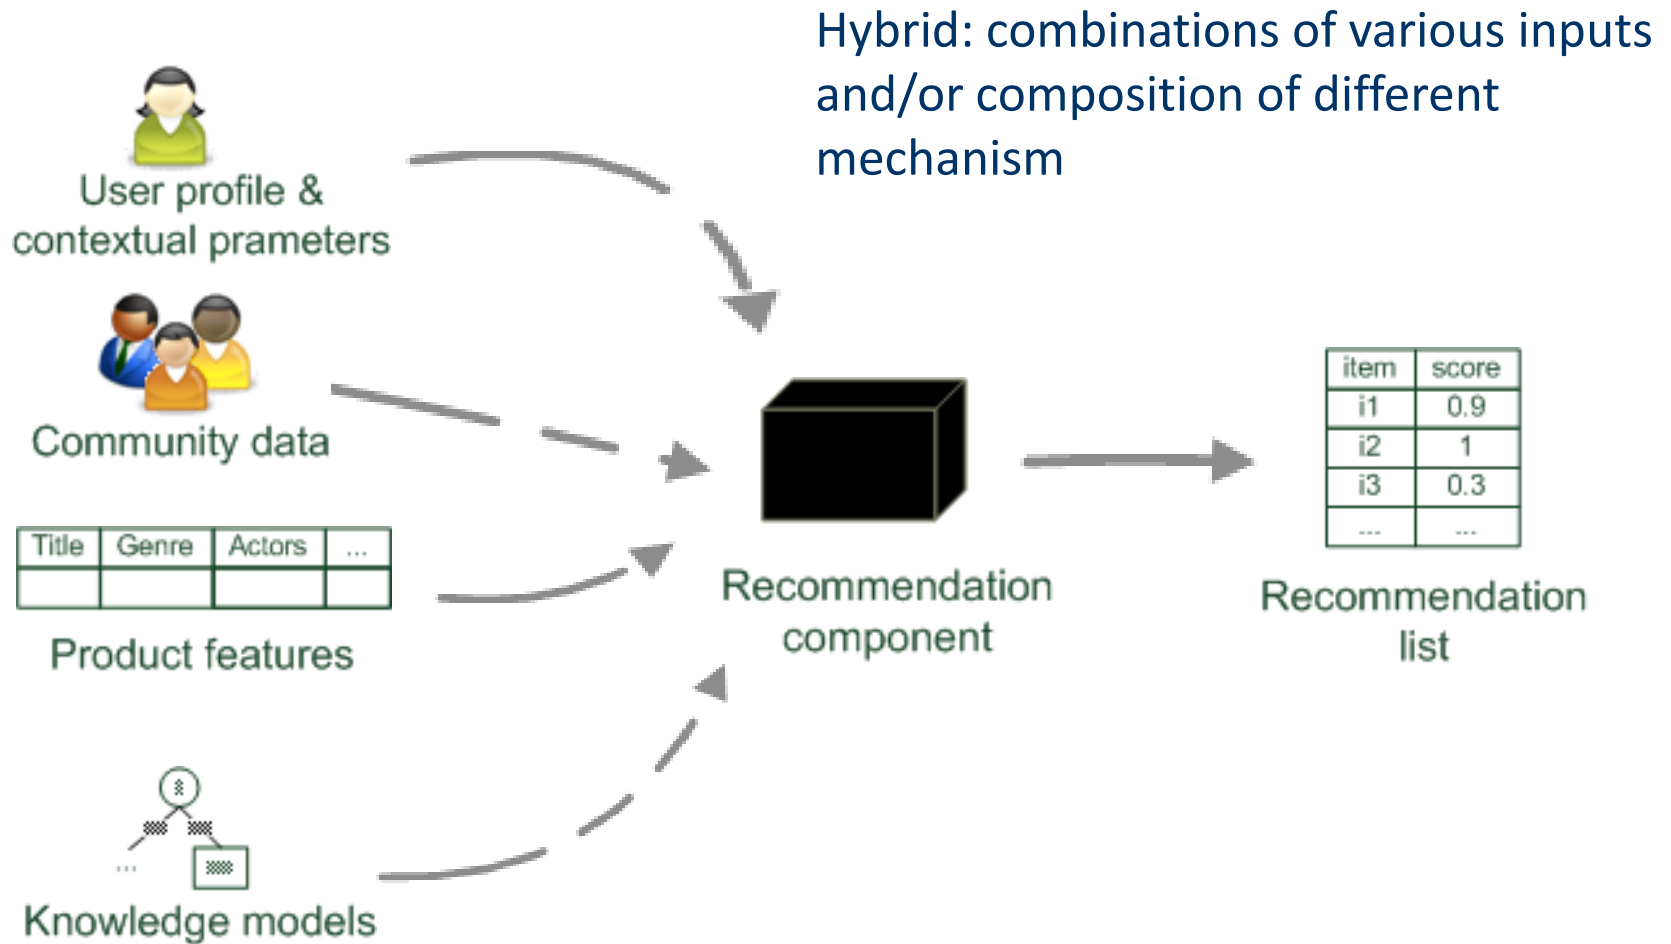 Hybrid: combinations of various inputs
and/or composition of different
mechanism
User profile &
contextual prameters
Community data
Title Genre Actors ...
Product features
Knowledge models
...
Recommendation
component
item score
i1 0.9
i2 1
i3 0.3
... ...
Recommendation
list